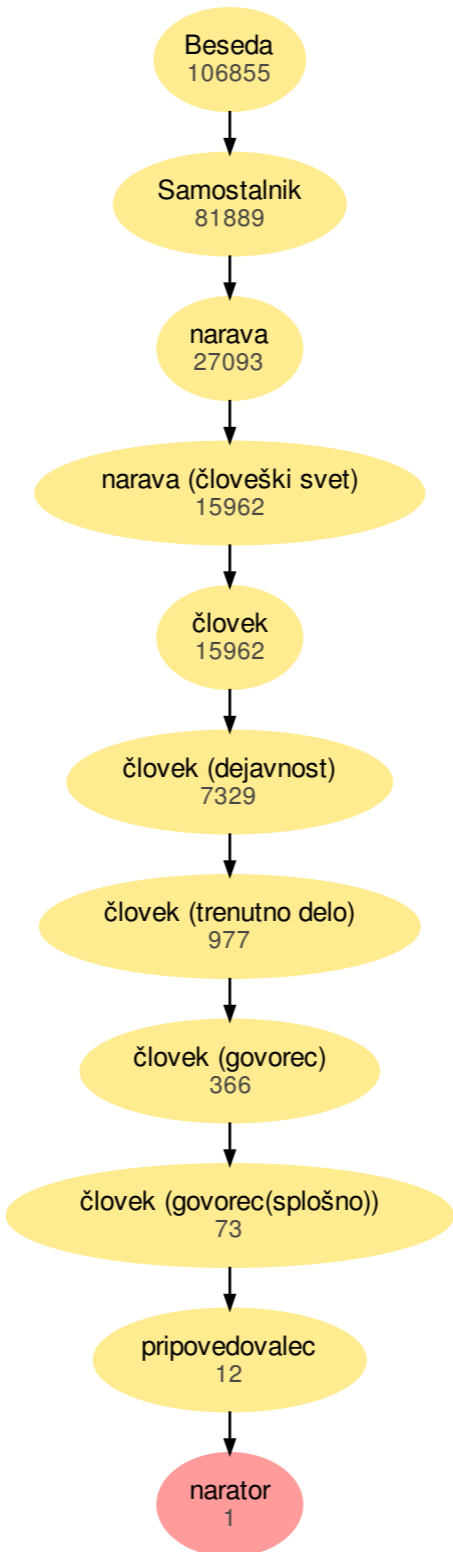 Beseda
106855
Samostalnik
81889
narava
27093
narava (človeški svet)
15962
človek
15962
človek (dejavnost)
7329
človek (trenutno delo)
977
človek (govorec)
366
človek (govorec(splošno))
73
pripovedovalec
12
narator
1